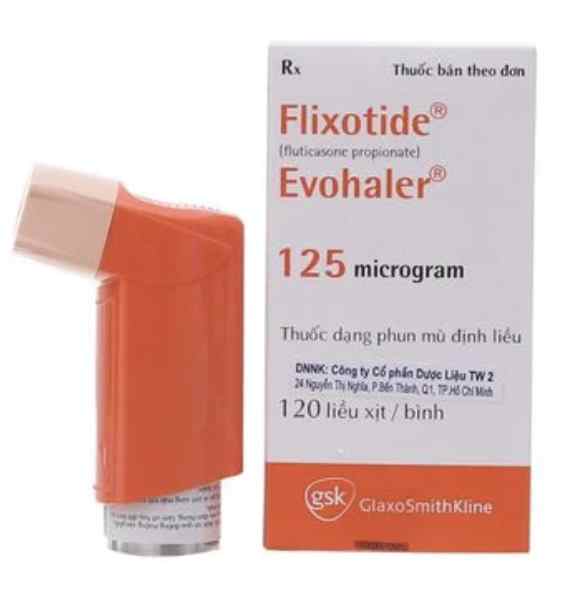 Rx
Thuốc bán theo đơn
Flixotide®
(fluticasone propionate)
Evohaler®
125 microgram
Thuốc dạng phun mù định liều
DNNK: Công ty Cổ phần Dược Liệu TW 2
24 Nguyễn Thị Nghĩa, P.Bến Thành, Q1, TP.Hồ Chí Minh
120 liều xịt / bình
gsk GlaxoSmithKline